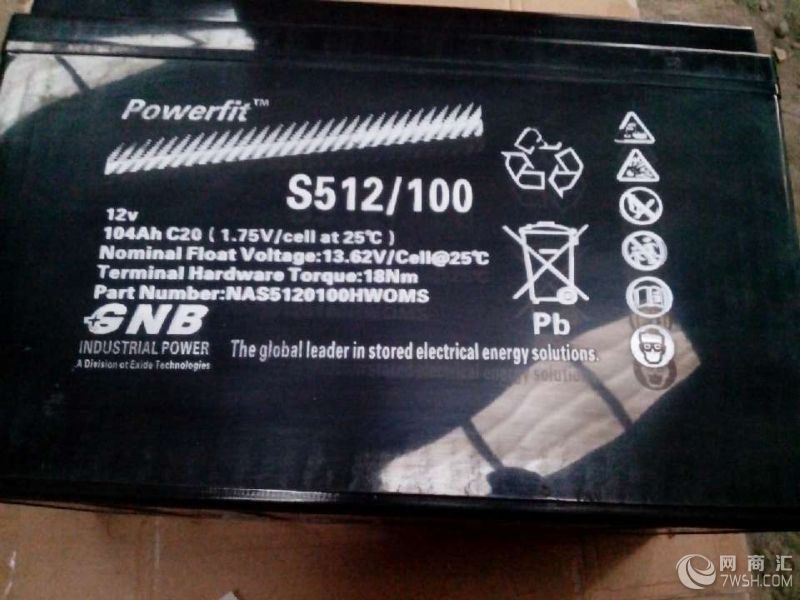 Powerfit™
S512/100
12v
104Ah C20 ( 1.75V/cell at 25℃)
Nominal Float Voltage:13.62V/Cell@25℃
Terminal Hardware Torque:18Nm
Part Number:NAS5120100HWOMS
GNB
INDUSTRIAL POWER
A Division of Exide Technologies
The global leader in stored electrical energy solutions.
Pb
网商汇
7WSH.COM